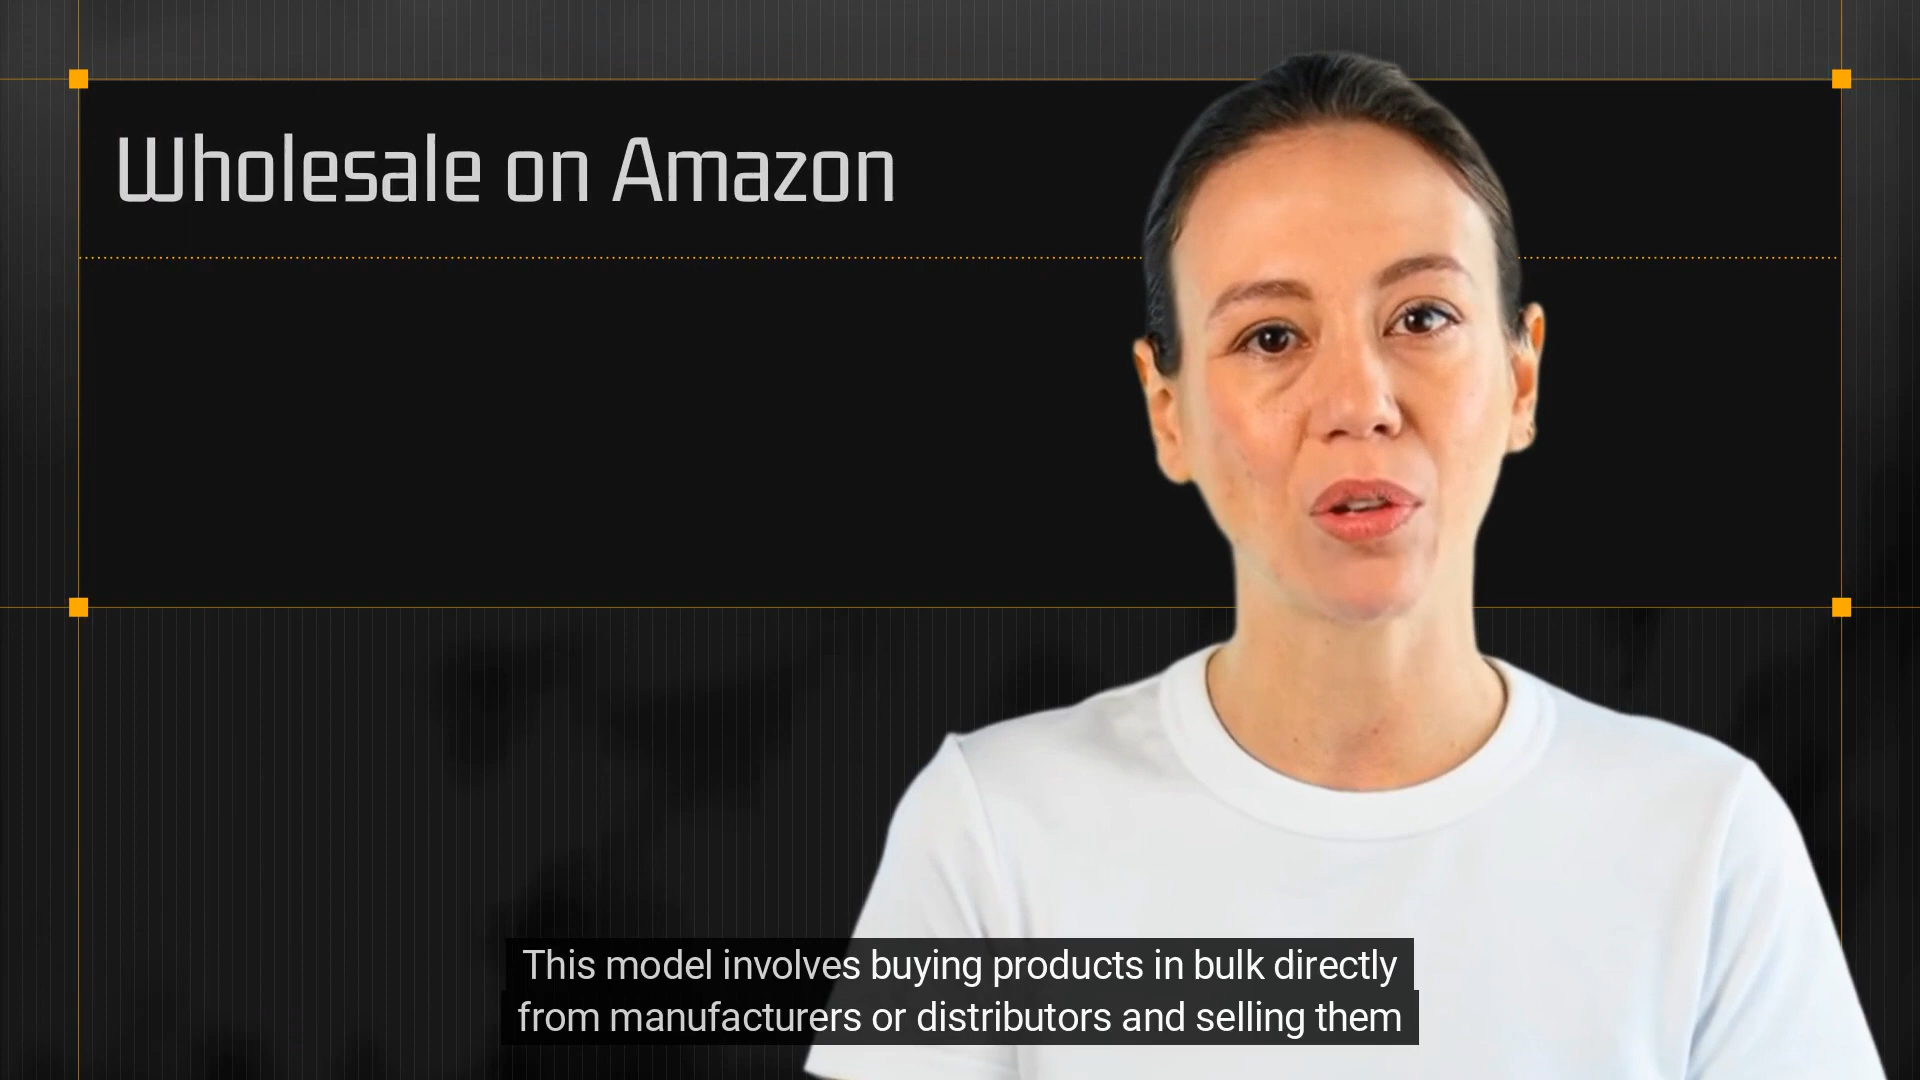 Wholesale on Amazon
This model involves buying products in bulk directly
from manufacturers or distributors and selling them